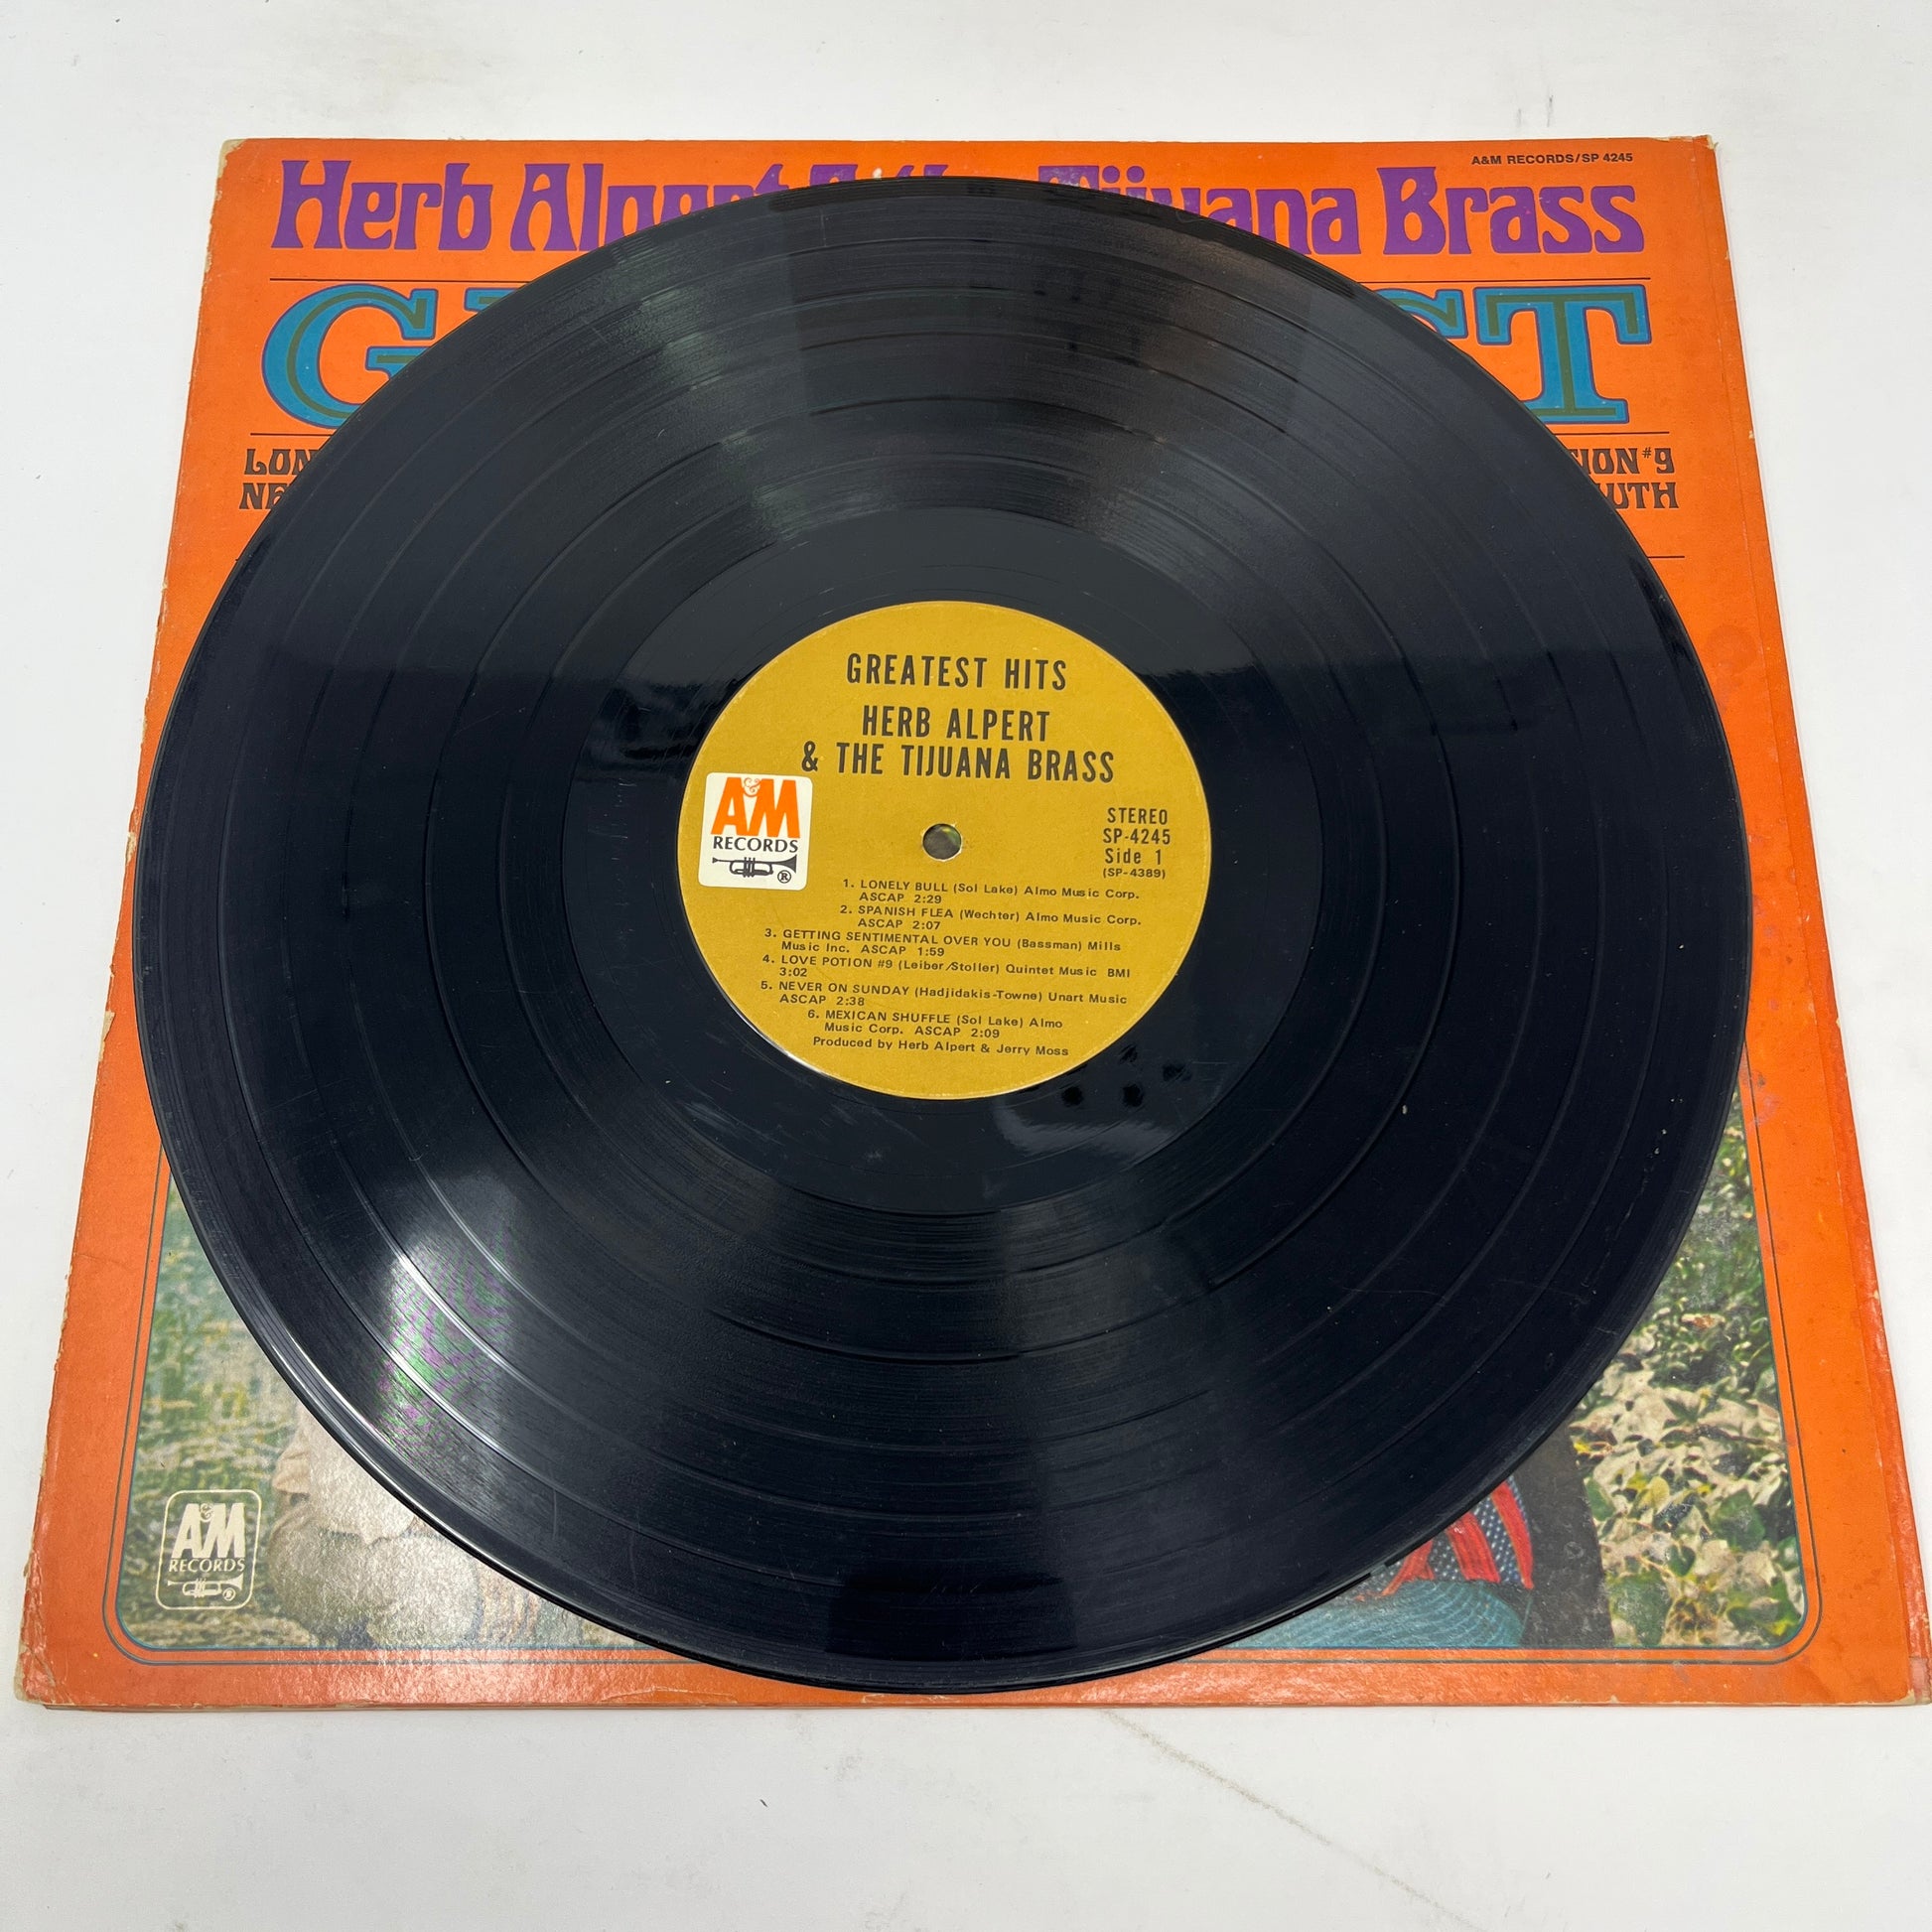 A&M RECORDS/SP 4245
Herb Brass
#9
GREATEST HITS
HERB ALPERT
& THE TIJUANA BRASS
A&M
RECORDS
®
STEREO
SP-4245
Side 1
(SP-4389)
1. LONELY BULL (Sol Lake) Almo Music Corp.
ASCAP 2:29
2. SPANISH FLEA (Wechter) Almo Music Corp.
ASCAP 2:07
3. GETTING SENTIMENTAL OVER YOU (Bassman) Mills
Music Inc. ASCAP 1:59
4. LOVE POTION #9 (Leiber/Stoller) Quintet Music BMI
3:02
5. NEVER ON SUNDAY (Hadjidakis-Towne) Unart Music
ASCAP 2:38
6. MEXICAN SHUFFLE (Sol Lake) Almo
Music Corp. ASCAP 2:09
Produced by Herb Alpert & Jerry Moss
A&M
RECORDS
®